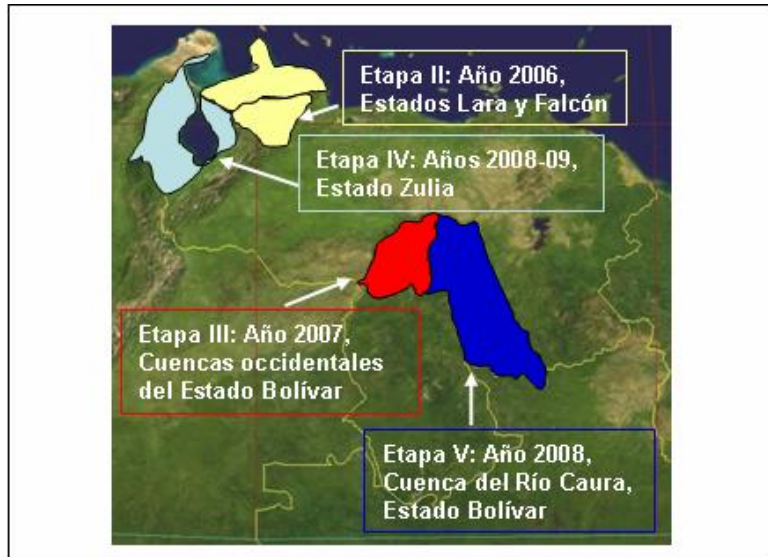 Etapa II: Año 2006,
Estados Lara y Falcón
Etapa IV: Años 2008-09,
Estado Zulia
Etapa III: Año 2007,
Cuencas occidentales
del Estado Bolívar
Etapa V: Año 2008,
Cuenca del Río Caura,
Estado Bolívar